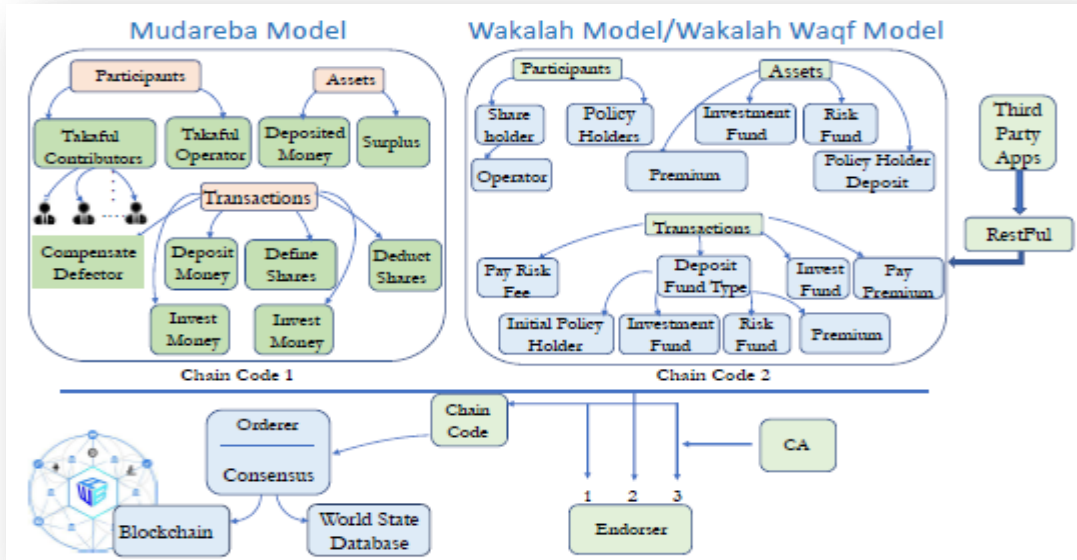 Mudareba Model
Participants
Assets
Takaful
Contributors
Takaful
Operator
Deposited
Money
Surplus
Transactions
Compensate
Defector
Deposit
Money
Define
Shares
Deduct
Shares
Invest
Money
Invest
Money
Chain Code 1
Wakalah Model/Wakalah Waqf Model
Participants
Assets
Share
holder
Policy
Holders
Investment
Fund
Risk
Fund
Operator
Premium
Policy Holder
Deposit
Transactions
Pay Risk
Fee
Deposit
Fund Type
Invest
Fund
Pay
Premium
Initial Policy
Holder
Investment
Fund
Risk
Fund
Premium
Chain Code 2
Third
Party
Apps
RestFul
Orderer
Consensus
Chain
Code
CA
1 2 3
Endorser
Blockchain
World State
Database